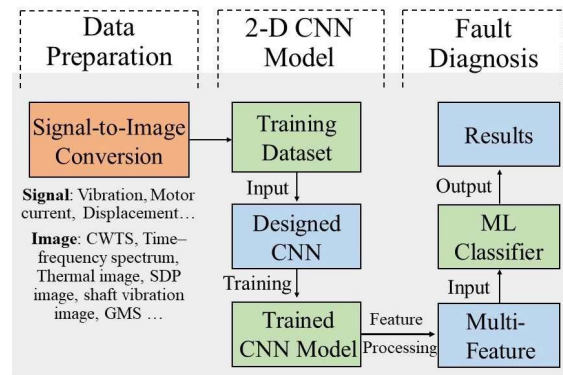 Data
Preparation
2-D CNN
Model
Fault
Diagnosis
Signal-to-Image
Conversion
Signal: Vibration, Motor
current, Displacement…
Image: CWTS, Time–
frequency spectrum,
Thermal image, SDP
image, shaft vibration
image, GMS …
Training
Dataset
Input
Designed
CNN
Training
Trained
CNN Model
Feature
Processing
Results
Output
ML
Classifier
Input
Multi-
Feature